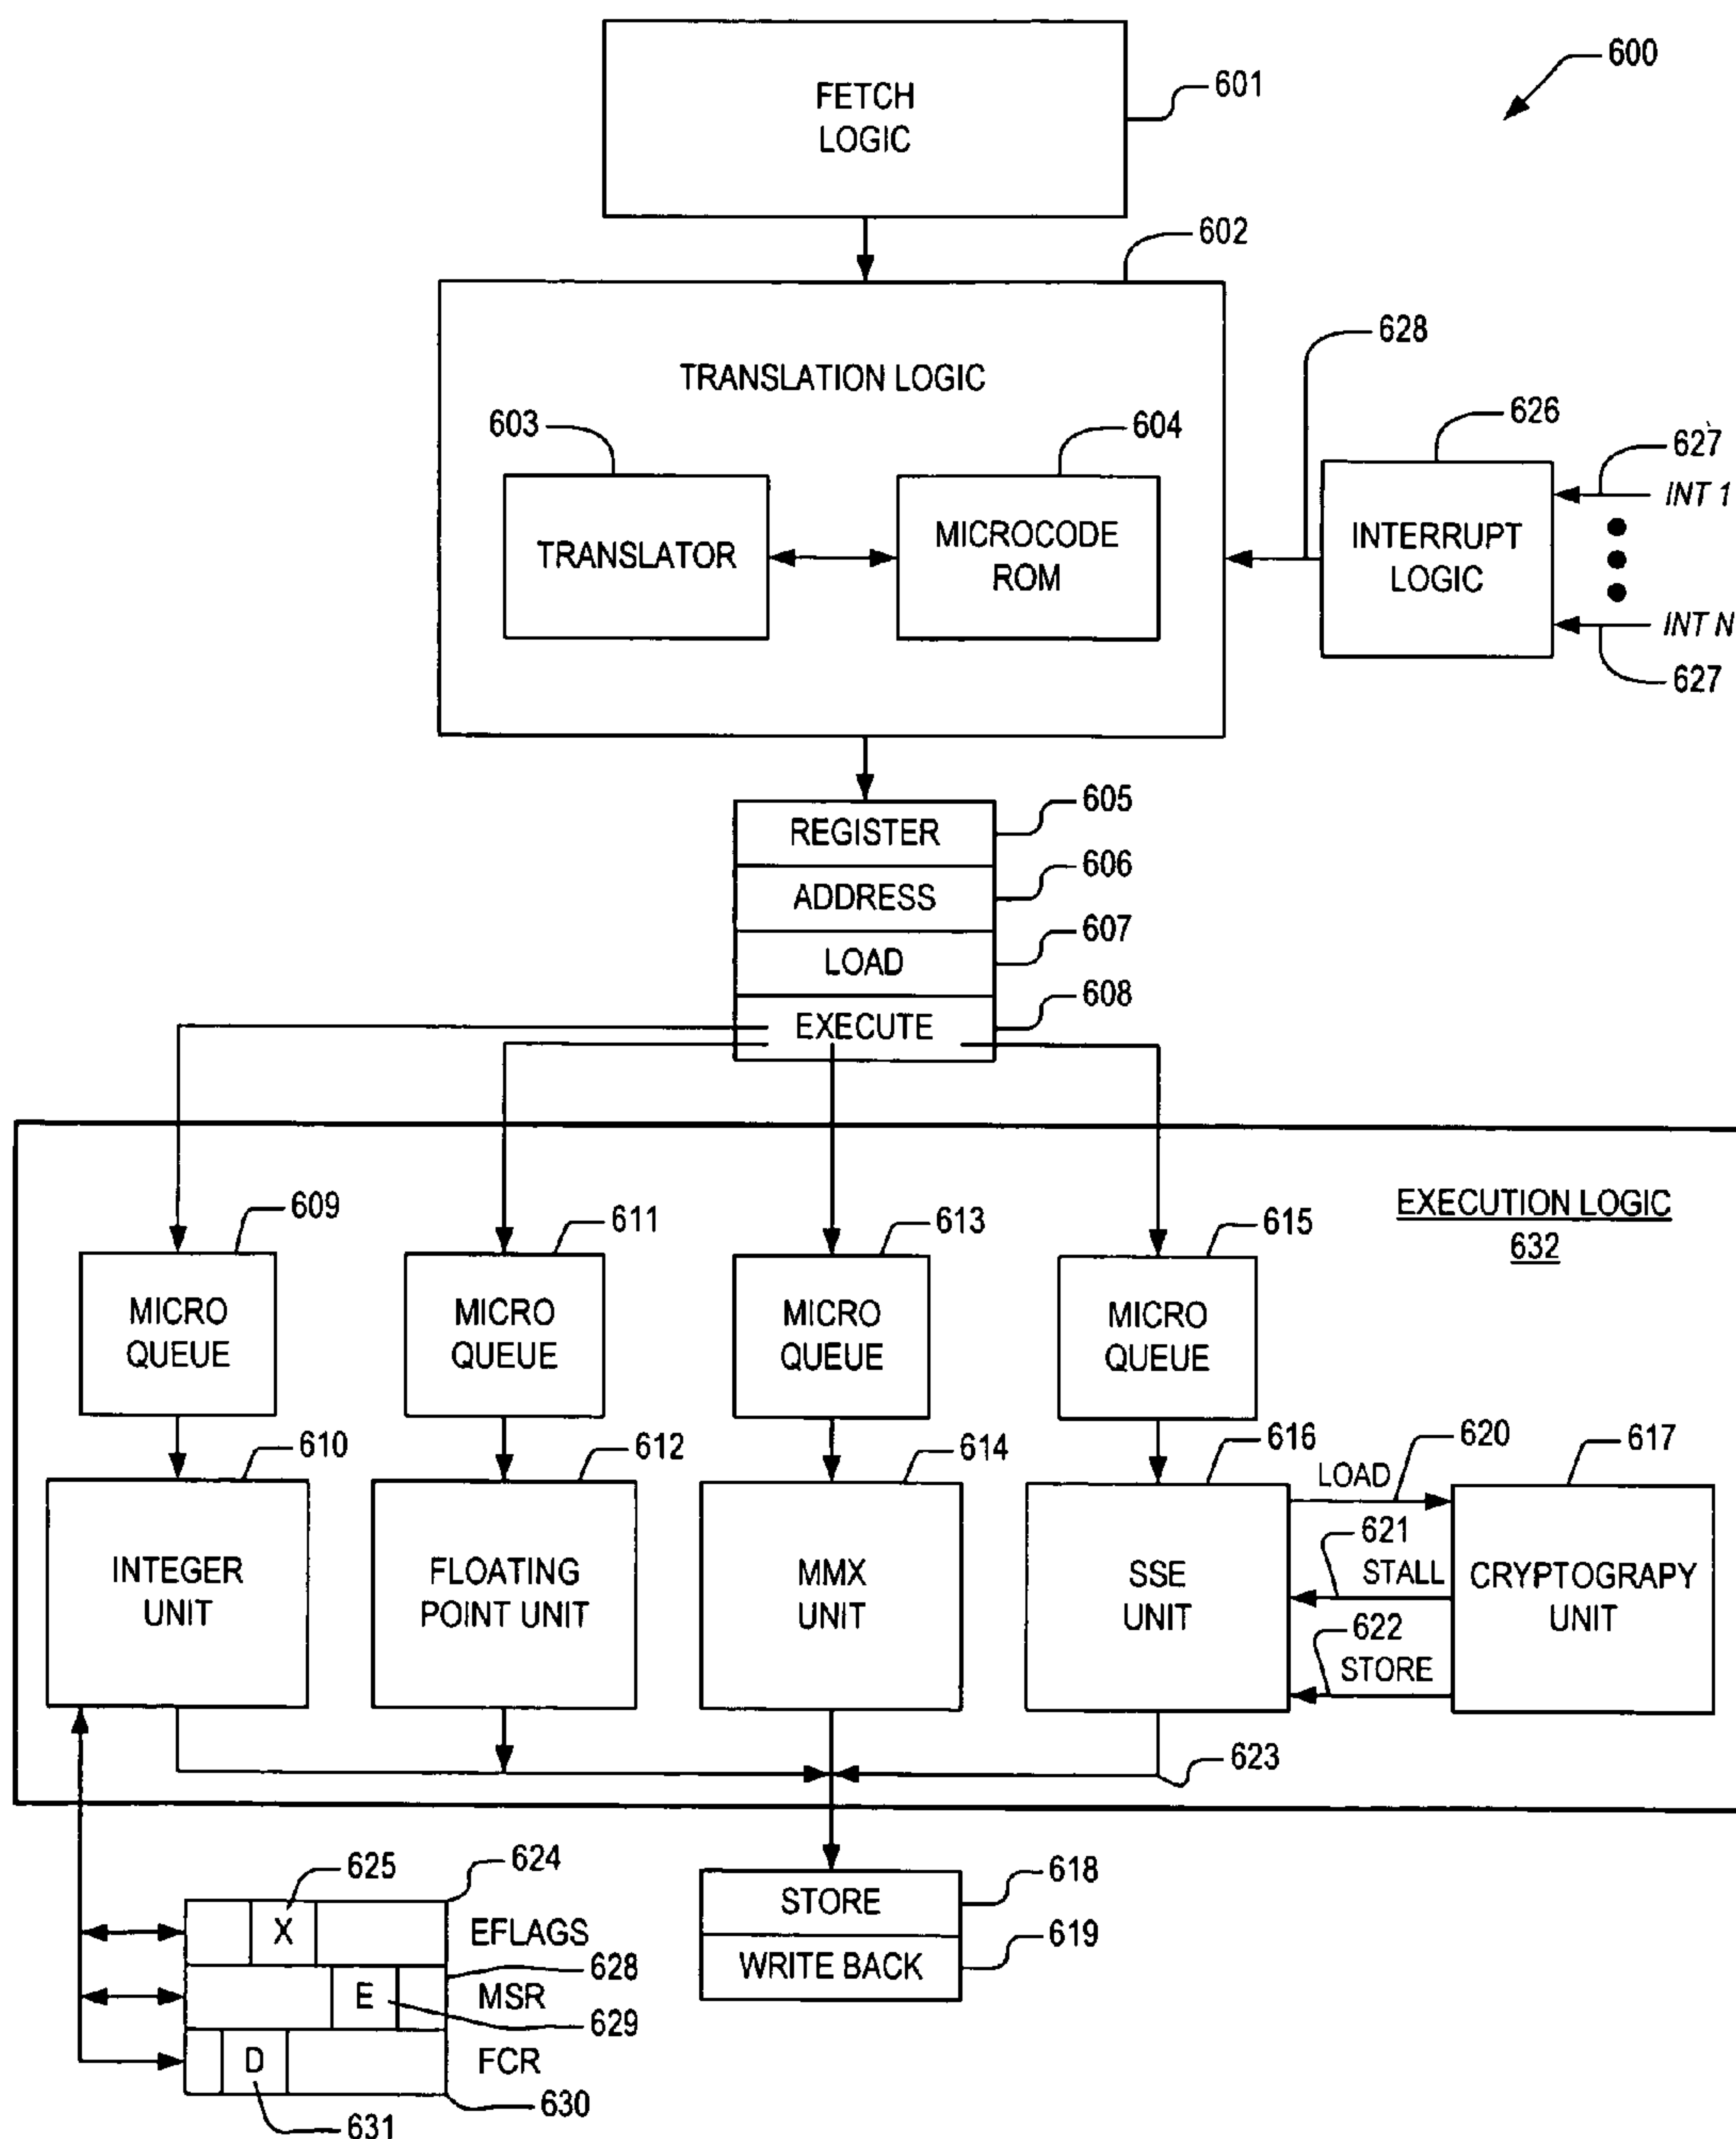 600
FETCH
LOGIC
601
602
TRANSLATION LOGIC
603
604
TRANSLATOR
MICROCODE
ROM
628
626
INTERRUPT
LOGIC
627
INT 1
INT N
627
REGISTER
605
ADDRESS
606
LOAD
607
EXECUTE
608
EXECUTION LOGIC
632
609
611
613
615
MICRO
QUEUE
MICRO
QUEUE
MICRO
QUEUE
MICRO
QUEUE
610
612
614
616
620
617
INTEGER
UNIT
FLOATING
POINT UNIT
MMX
UNIT
SSE
UNIT
LOAD
621
STALL
622
STORE
CRYPTOGRAPY
UNIT
623
625
624
X
EFLAGS
628
E
MSR
629
D
FCR
630
631
STORE
618
WRITE BACK
619